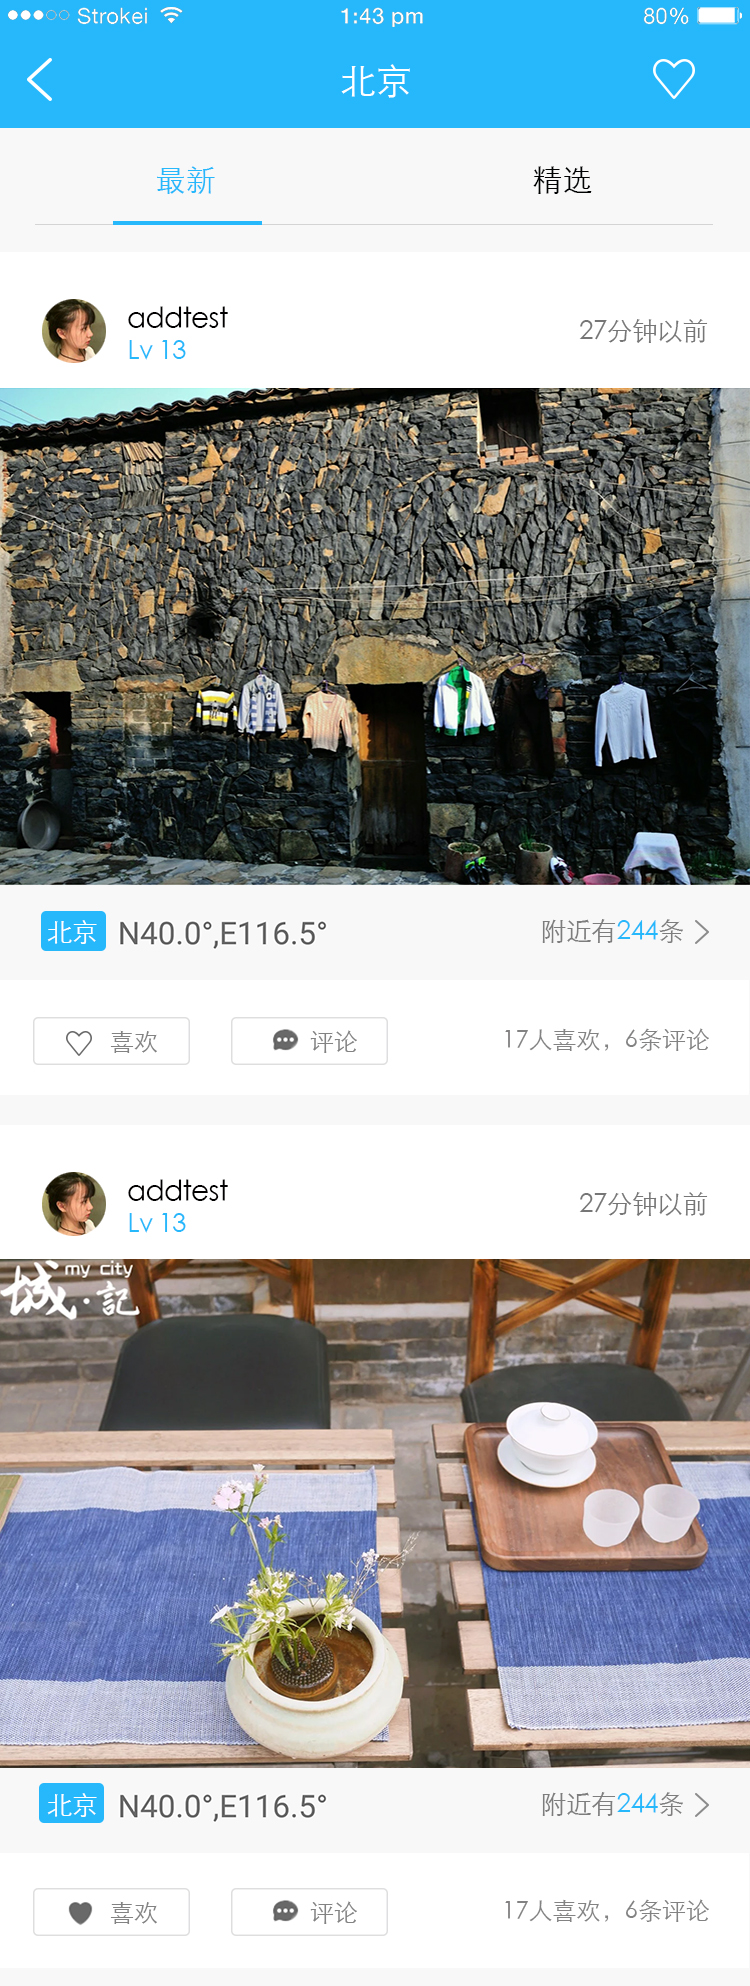 Strokei
1:43 pm
80%
北京
最新
精选
addtest
Lv 13
27分钟以前
北京
N40.0°,E116.5°
附近有244条
喜欢
评论
17人喜欢，6条评论
addtest
Lv 13
27分钟以前
my city
城·記
北京
N40.0°,E116.5°
附近有244条
喜欢
评论
17人喜欢，6条评论